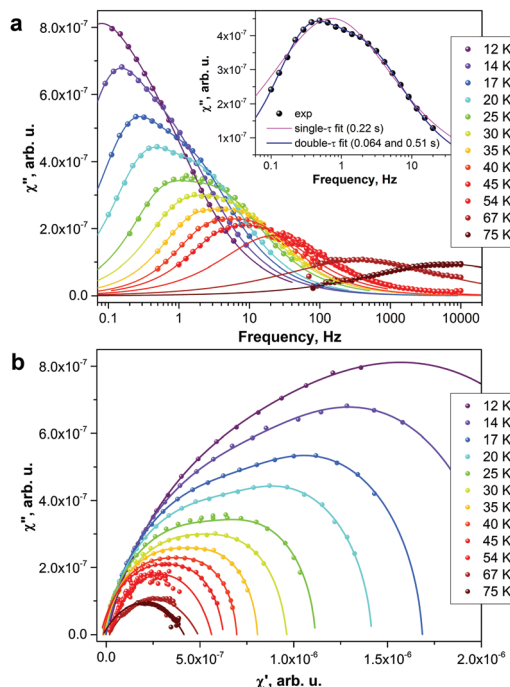 a
χ'', arb. u.
8.0x10⁻⁷
6.0x10⁻⁷
4.0x10⁻⁷
2.0x10⁻⁷
0.0
0.1 1 10 100 1000 10000
Frequency, Hz
χ'', arb. u.
4x10⁻⁷
3x10⁻⁷
2x10⁻⁷
1x10⁻⁷
exp
single-τ fit (0.22 s)
double-τ fit (0.064 and 0.51 s)
0.1 1 10
Frequency, Hz
12 K
14 K
17 K
20 K
25 K
30 K
35 K
40 K
45 K
54 K
67 K
75 K
b
χ'', arb. u.
8.0x10⁻⁷
6.0x10⁻⁷
4.0x10⁻⁷
2.0x10⁻⁷
0.0
0.0 5.0x10⁻⁷ 1.0x10⁻⁶ 1.5x10⁻⁶ 2.0x10⁻⁶
χ', arb. u.
12 K
14 K
17 K
20 K
25 K
30 K
35 K
40 K
45 K
54 K
67 K
75 K